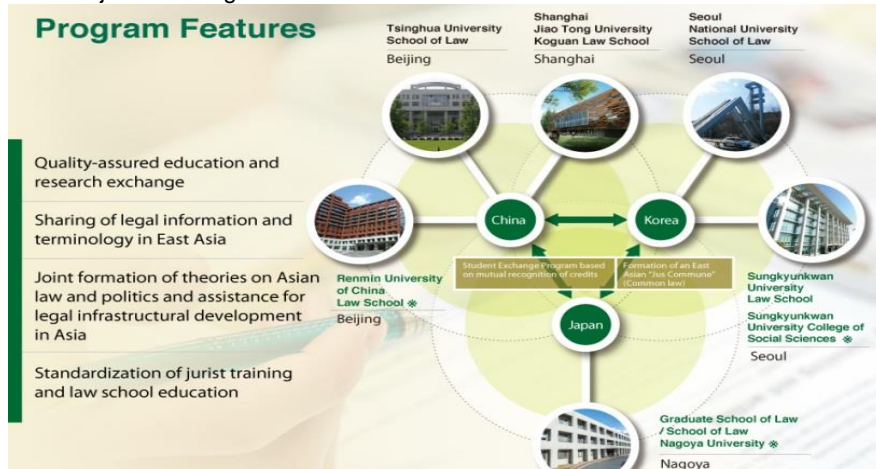 Program Features
Quality-assured education and
research exchange
Sharing of legal information and
terminology in East Asia
Joint formation of theories on Asian
law and politics and assistance for
legal infrastructural development
in Asia
Standardization of jurist training
and law school education
Tsinghua University
School of Law
Beijing
Shanghai
Jiao Tong University
Koguan Law School
Shanghai
Seoul
National University
School of Law
Seoul
China
Korea
Student Exchange Program based
on mutual recognition of credits
Formation of an East
Asian "Jus Commune"
(Common law)
Japan
Renmin University
of China
Law School ※
Beijing
Sungkyunkwan
University
Law School
Sungkyunkwan
University College of
Social Sciences ※
Seoul
Graduate School of Law
/ School of Law
Nagoya University ※
Nagoya